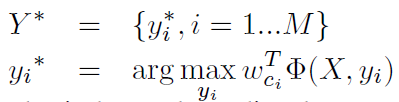 Y* = {y_i^*, i = 1...M}
y_i^* = arg max_{y_i} w_{c_i}^T Φ(X, y_i)